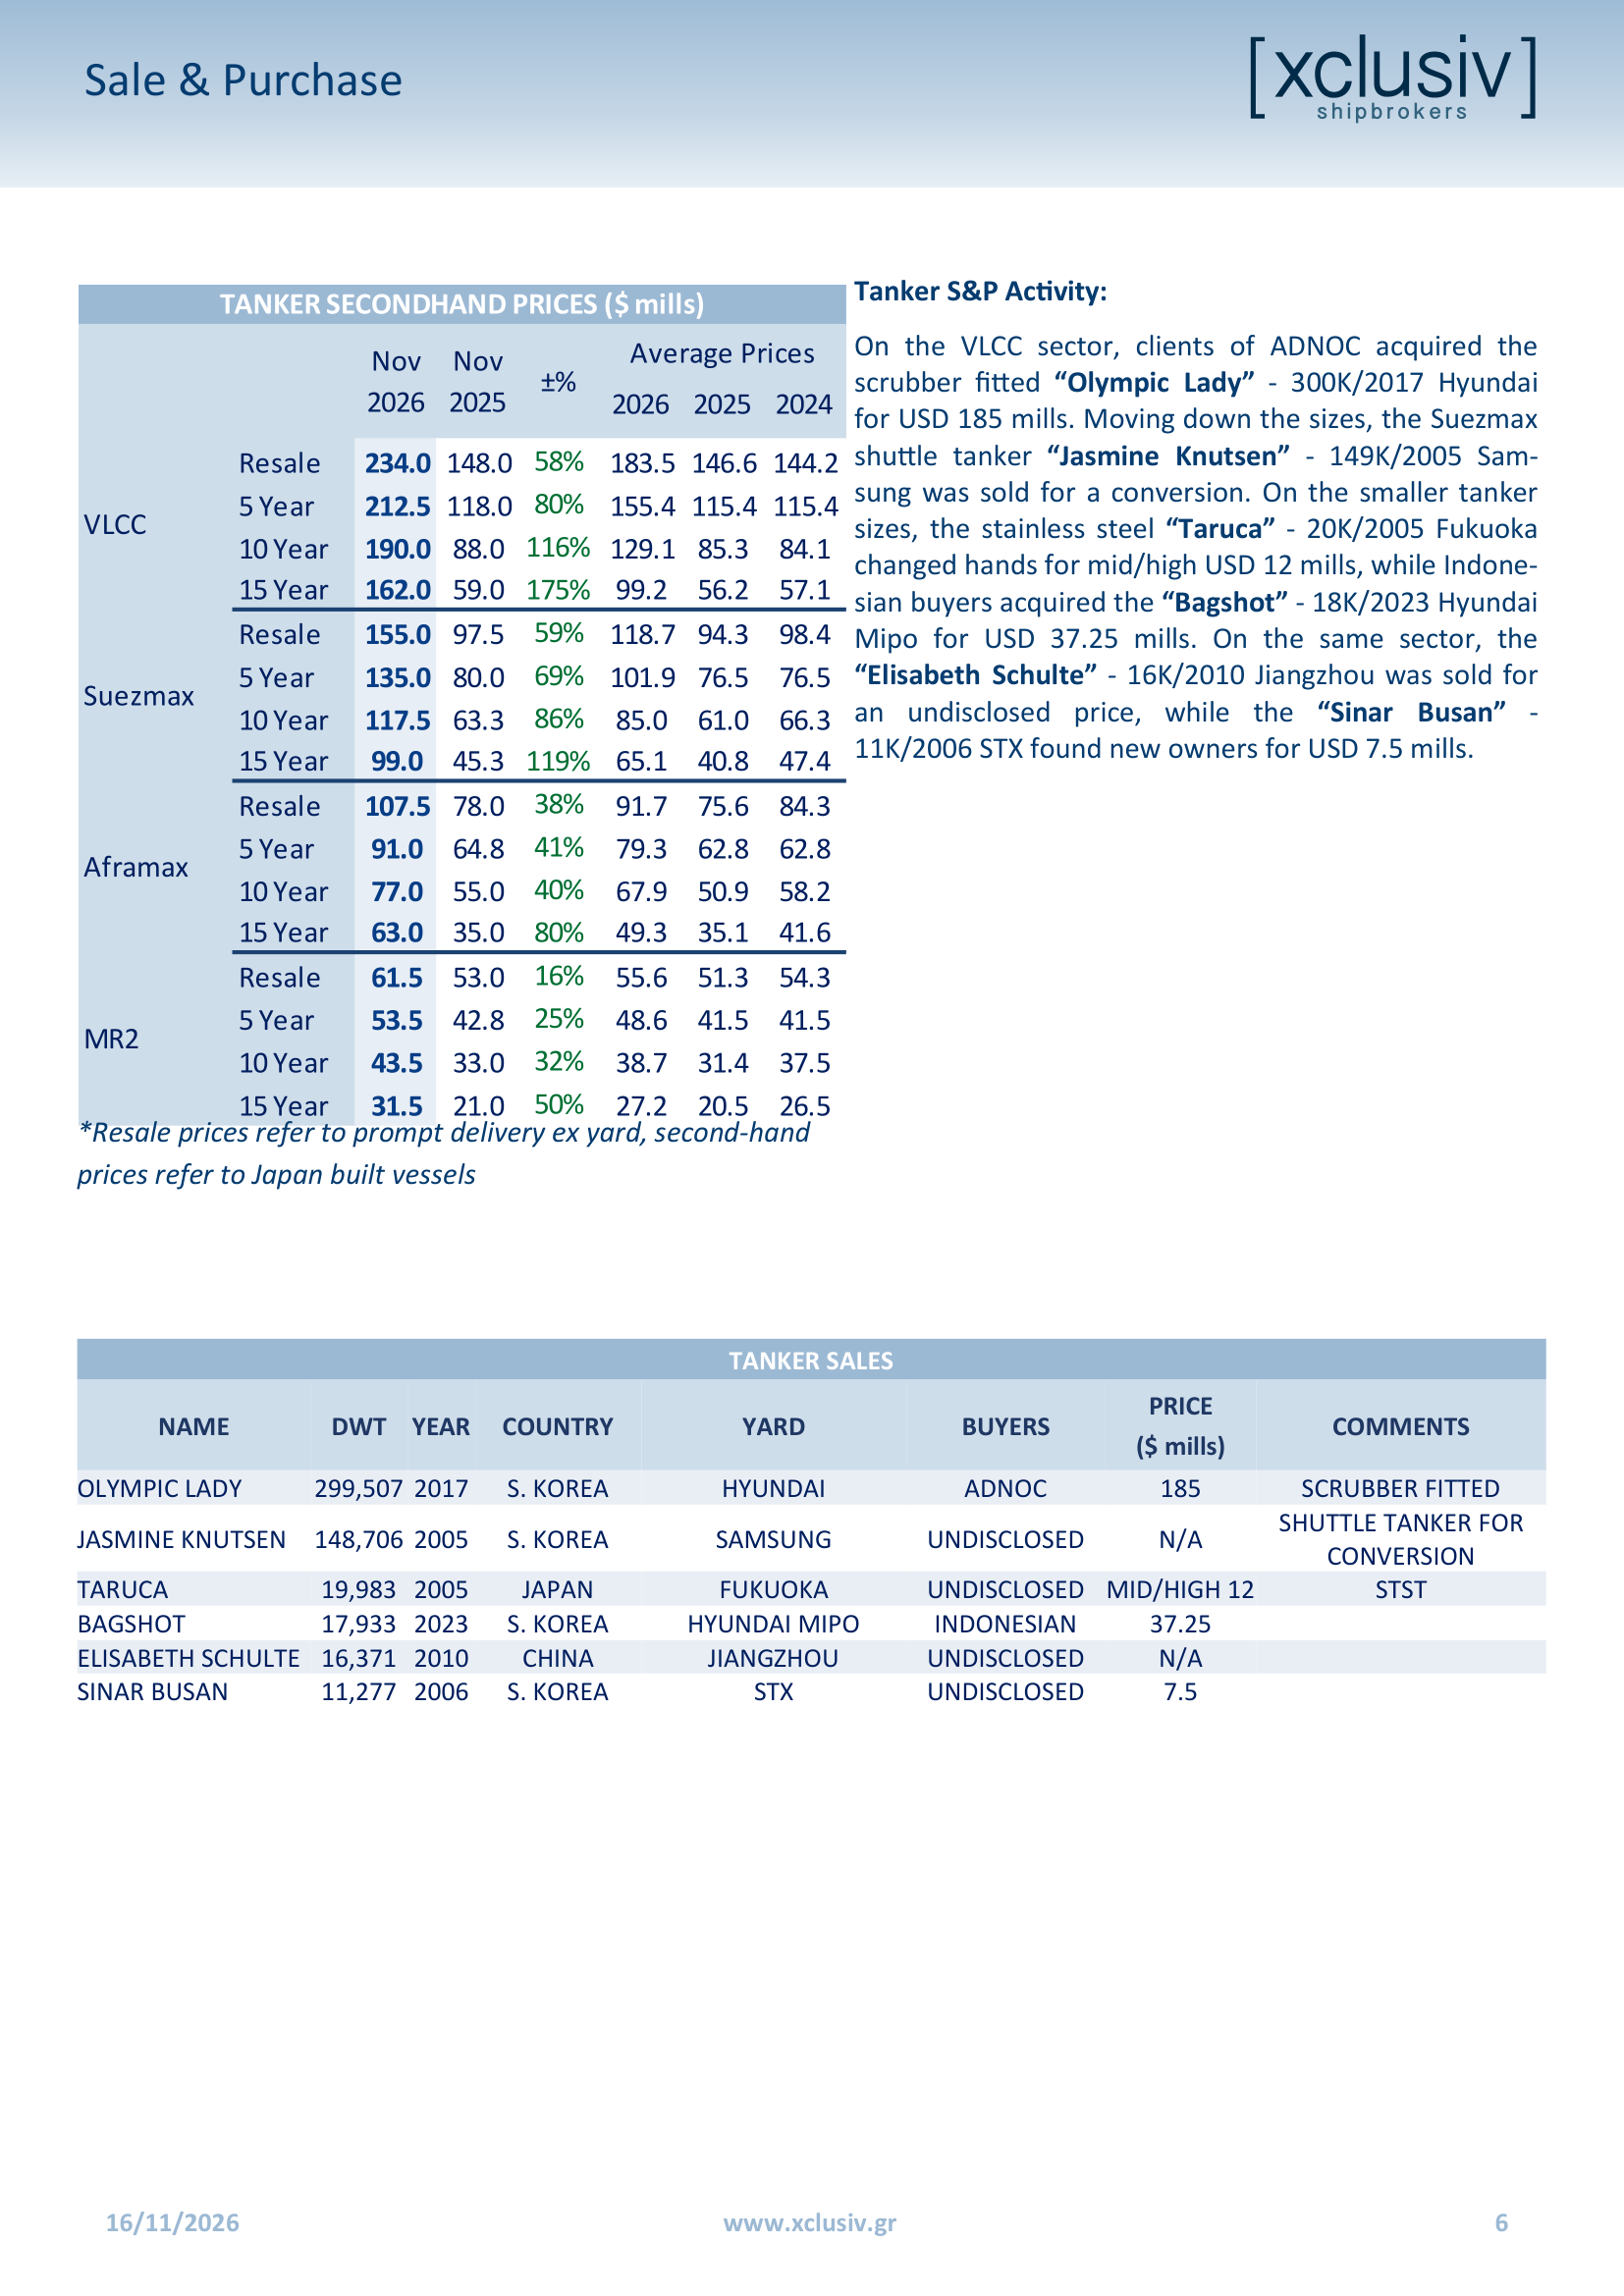 Sale & Purchase
[xclusiv]
shipbrokers
TANKER SECONDHAND PRICES ($ mills)
Nov 2026 Nov 2025 ±% Average Prices 2026 2025 2024
VLCC
Resale 234.0 148.0 58% 183.5 146.6 144.2
5 Year 212.5 118.0 80% 155.4 115.4 115.4
10 Year 190.0 88.0 116% 129.1 85.3 84.1
15 Year 162.0 59.0 175% 99.2 56.2 57.1
Suezmax
Resale 155.0 97.5 59% 118.7 94.3 98.4
5 Year 135.0 80.0 69% 101.9 76.5 76.5
10 Year 117.5 63.3 86% 85.0 61.0 66.3
15 Year 99.0 45.3 119% 65.1 40.8 47.4
Aframax
Resale 107.5 78.0 38% 91.7 75.6 84.3
5 Year 91.0 64.8 41% 79.3 62.8 62.8
10 Year 77.0 55.0 40% 67.9 50.9 58.2
15 Year 63.0 35.0 80% 49.3 35.1 41.6
MR2
Resale 61.5 53.0 16% 55.6 51.3 54.3
5 Year 53.5 42.8 25% 48.6 41.5 41.5
10 Year 43.5 33.0 32% 38.7 31.4 37.5
15 Year 31.5 21.0 50% 27.2 20.5 26.5
*Resale prices refer to prompt delivery ex yard, second-hand
prices refer to Japan built vessels
Tanker S&P Activity:
On the VLCC sector, clients of ADNOC acquired the
scrubber fitted “Olympic Lady” - 300K/2017 Hyundai
for USD 185 mills. Moving down the sizes, the Suezmax
shuttle tanker “Jasmine Knutsen” - 149K/2005 Sam-
sung was sold for a conversion. On the smaller tanker
sizes, the stainless steel “Taruca” - 20K/2005 Fukuoka
changed hands for mid/high USD 12 mills, while Indone-
sian buyers acquired the “Bagshot” - 18K/2023 Hyundai
Mipo for USD 37.25 mills. On the same sector, the
“Elisabeth Schulte” - 16K/2010 Jiangzhou was sold for
an undisclosed price, while the “Sinar Busan” -
11K/2006 STX found new owners for USD 7.5 mills.
TANKER SALES
NAME DWT YEAR COUNTRY YARD BUYERS PRICE ($ mills) COMMENTS
OLYMPIC LADY 299,507 2017 S. KOREA HYUNDAI ADNOC 185 SCRUBBER FITTED
JASMINE KNUTSEN 148,706 2005 S. KOREA SAMSUNG UNDISCLOSED N/A SHUTTLE TANKER FOR CONVERSION
TARUCA 19,983 2005 JAPAN FUKUOKA UNDISCLOSED MID/HIGH 12 STST
BAGSHOT 17,933 2023 S. KOREA HYUNDAI MIPO INDONESIAN 37.25
ELISABETH SCHULTE 16,371 2010 CHINA JIANGZHOU UNDISCLOSED N/A
SINAR BUSAN 11,277 2006 S. KOREA STX UNDISCLOSED 7.5
16/11/2026 www.xclusiv.gr 6